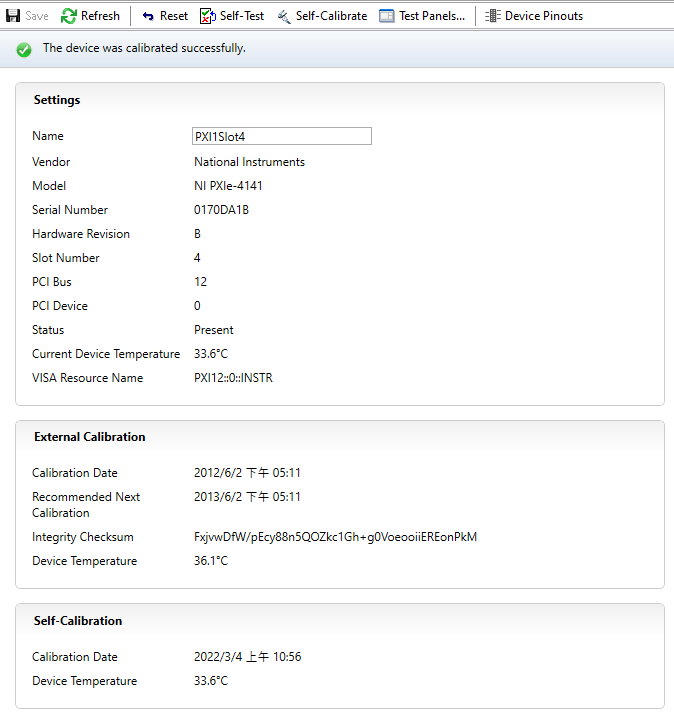 Save Refresh Reset Self-Test Self-Calibrate Test Panels... Device Pinouts
The device was calibrated successfully.
Settings
Name PXI1Slot4
Vendor National Instruments
Model NI PXIe-4141
Serial Number 0170DA1B
Hardware Revision B
Slot Number 4
PCI Bus 12
PCI Device 0
Status Present
Current Device Temperature 33.6°C
VISA Resource Name PXI12::0::INSTR
External Calibration
Calibration Date 2012/6/2 下午 05:11
Recommended Next 2013/6/2 下午 05:11
Calibration
Integrity Checksum FxjvwDfW/pEcy88n5QOZkc1Gh+g0VoeooiiEREonPkM
Device Temperature 36.1°C
Self-Calibration
Calibration Date 2022/3/4 上午 10:56
Device Temperature 33.6°C